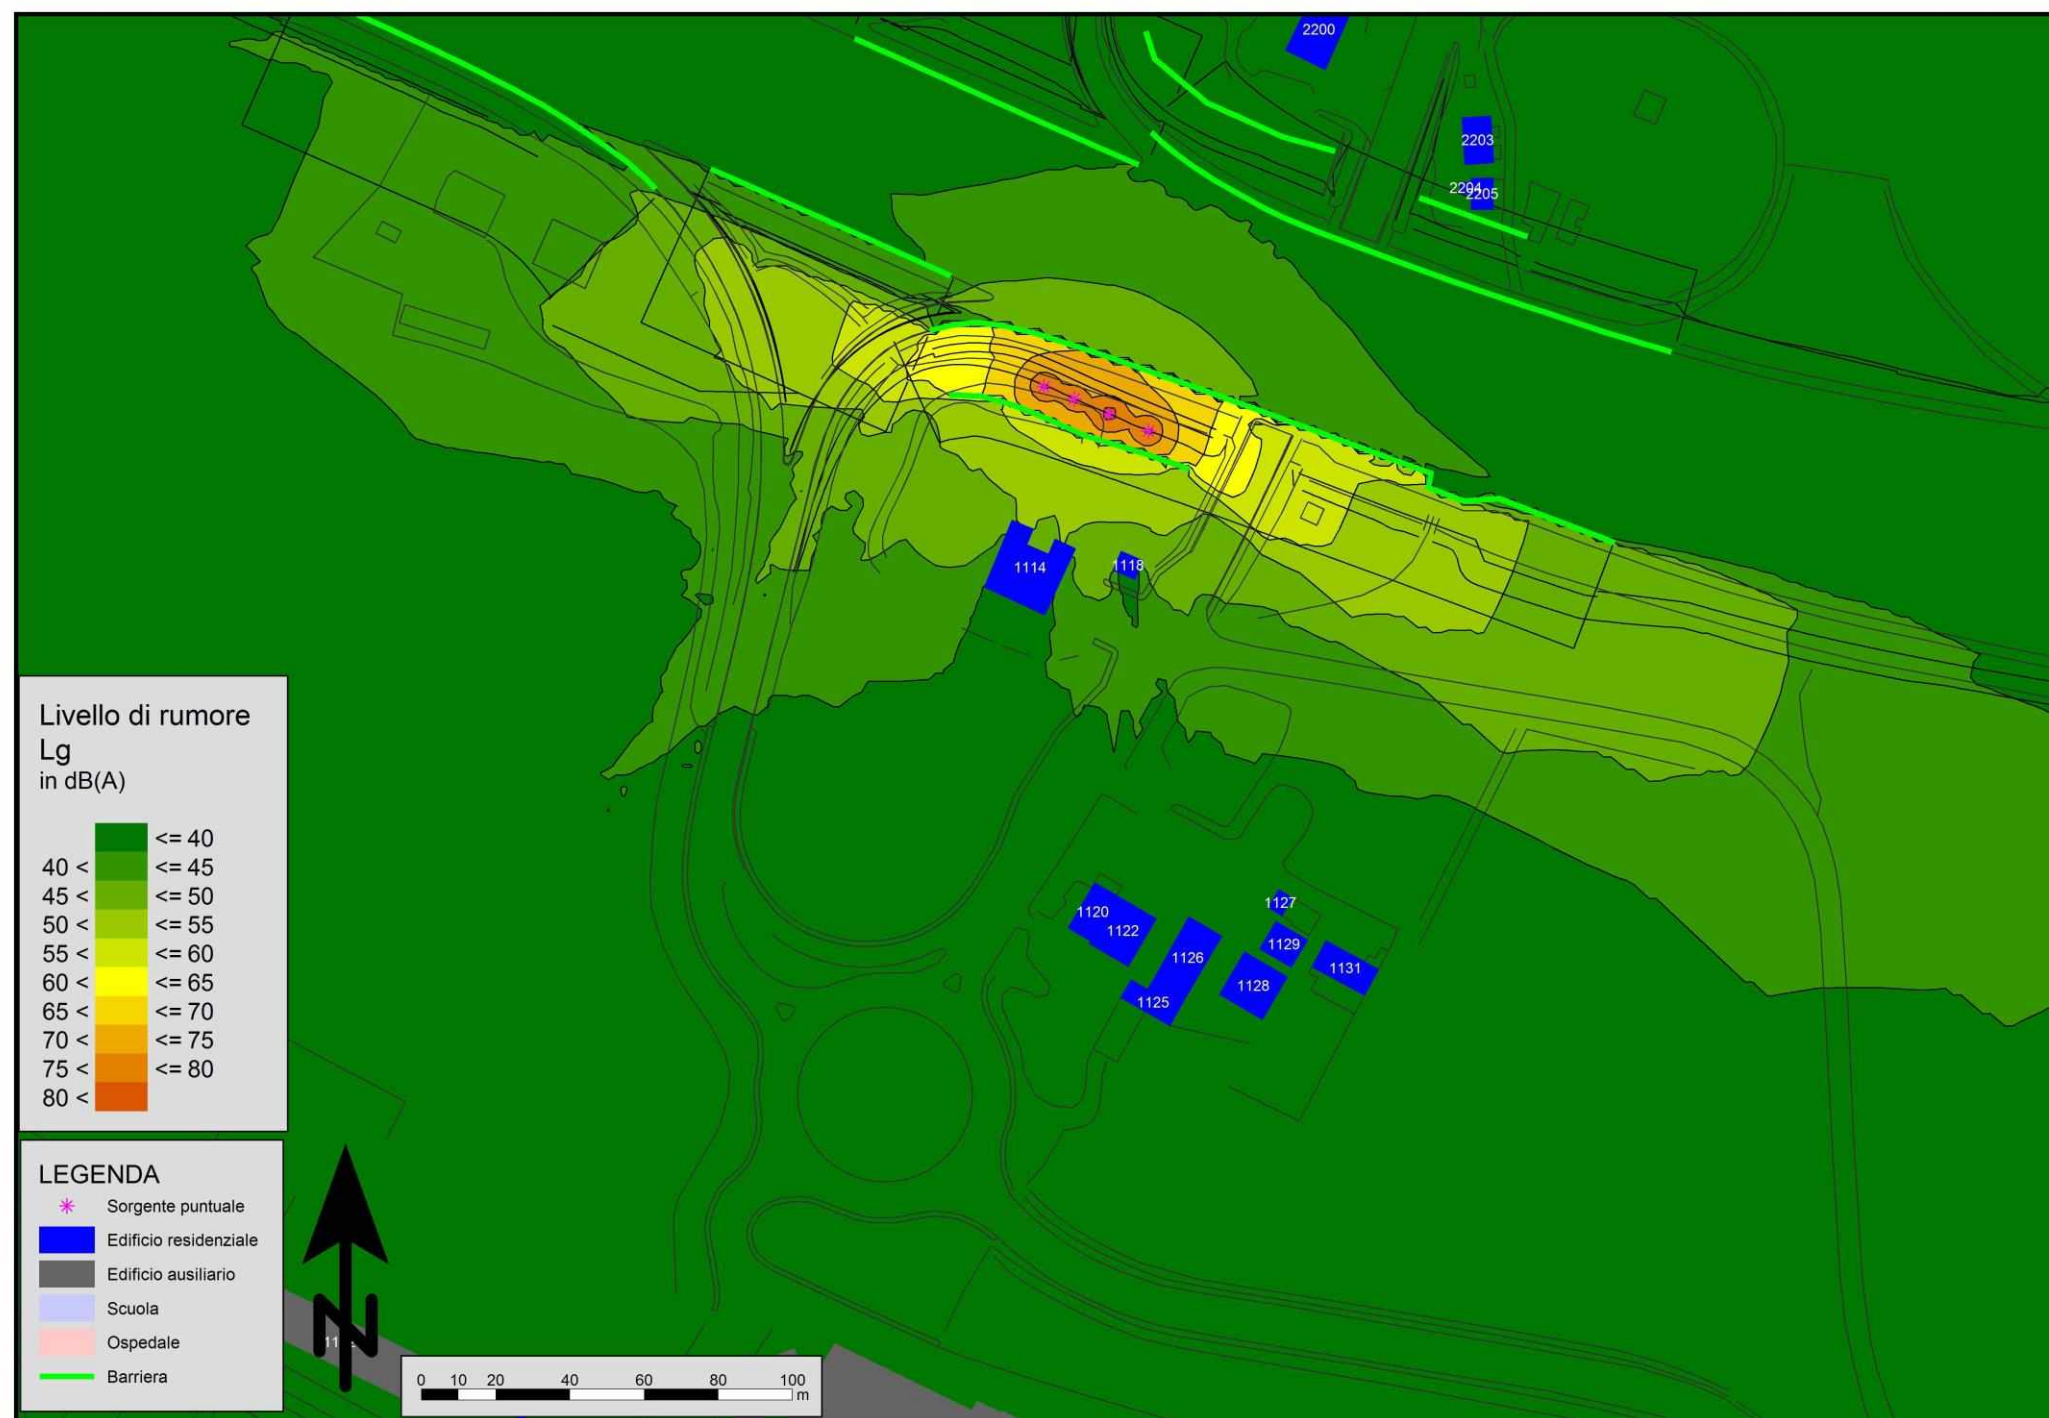 2200
2203
2204
2205
1114
1118
Livello di rumore
Lg
in dB(A)
<= 40
40 < <= 45
45 < <= 50
50 < <= 55
55 < <= 60
60 < <= 65
65 < <= 70
70 < <= 75
75 < <= 80
80 <
1127
1120
1122
1129
1126
1131
1128
1125
LEGENDA
Sorgente puntuale
Edificio residenziale
Edificio ausiliario
Scuola
Ospedale
Barriera
N
0 10 20 40 60 80 100
m